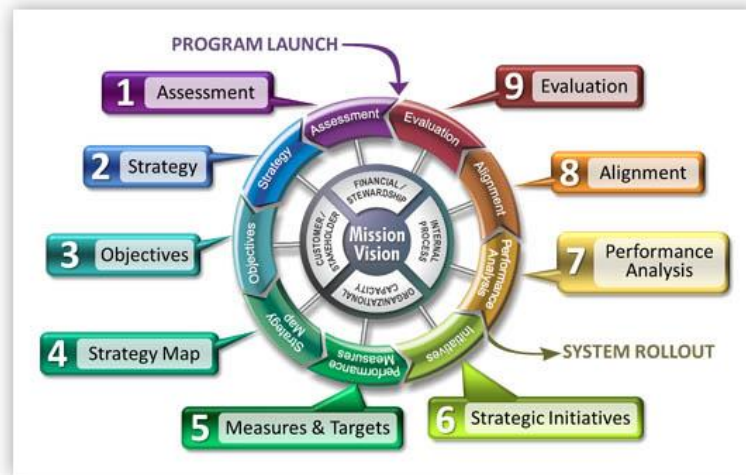 PROGRAM LAUNCH
1 Assessment
2 Strategy
3 Objectives
4 Strategy Map
5 Measures & Targets
6 Strategic Initiatives
7 Performance
Analysis
8 Alignment
9 Evaluation
SYSTEM ROLLOUT
Assessment
Strategy
Objectives
Strategy
Map
Performance
Measures
Initiatives
Performance
Analysis
Alignment
Evaluation
FINANCIAL/
STEWARDSHIP
CUSTOMER/
STAKEHOLDER
ORGANIZATIONAL
CAPACITY
INTERNAL
PROCESS
Mission
Vision